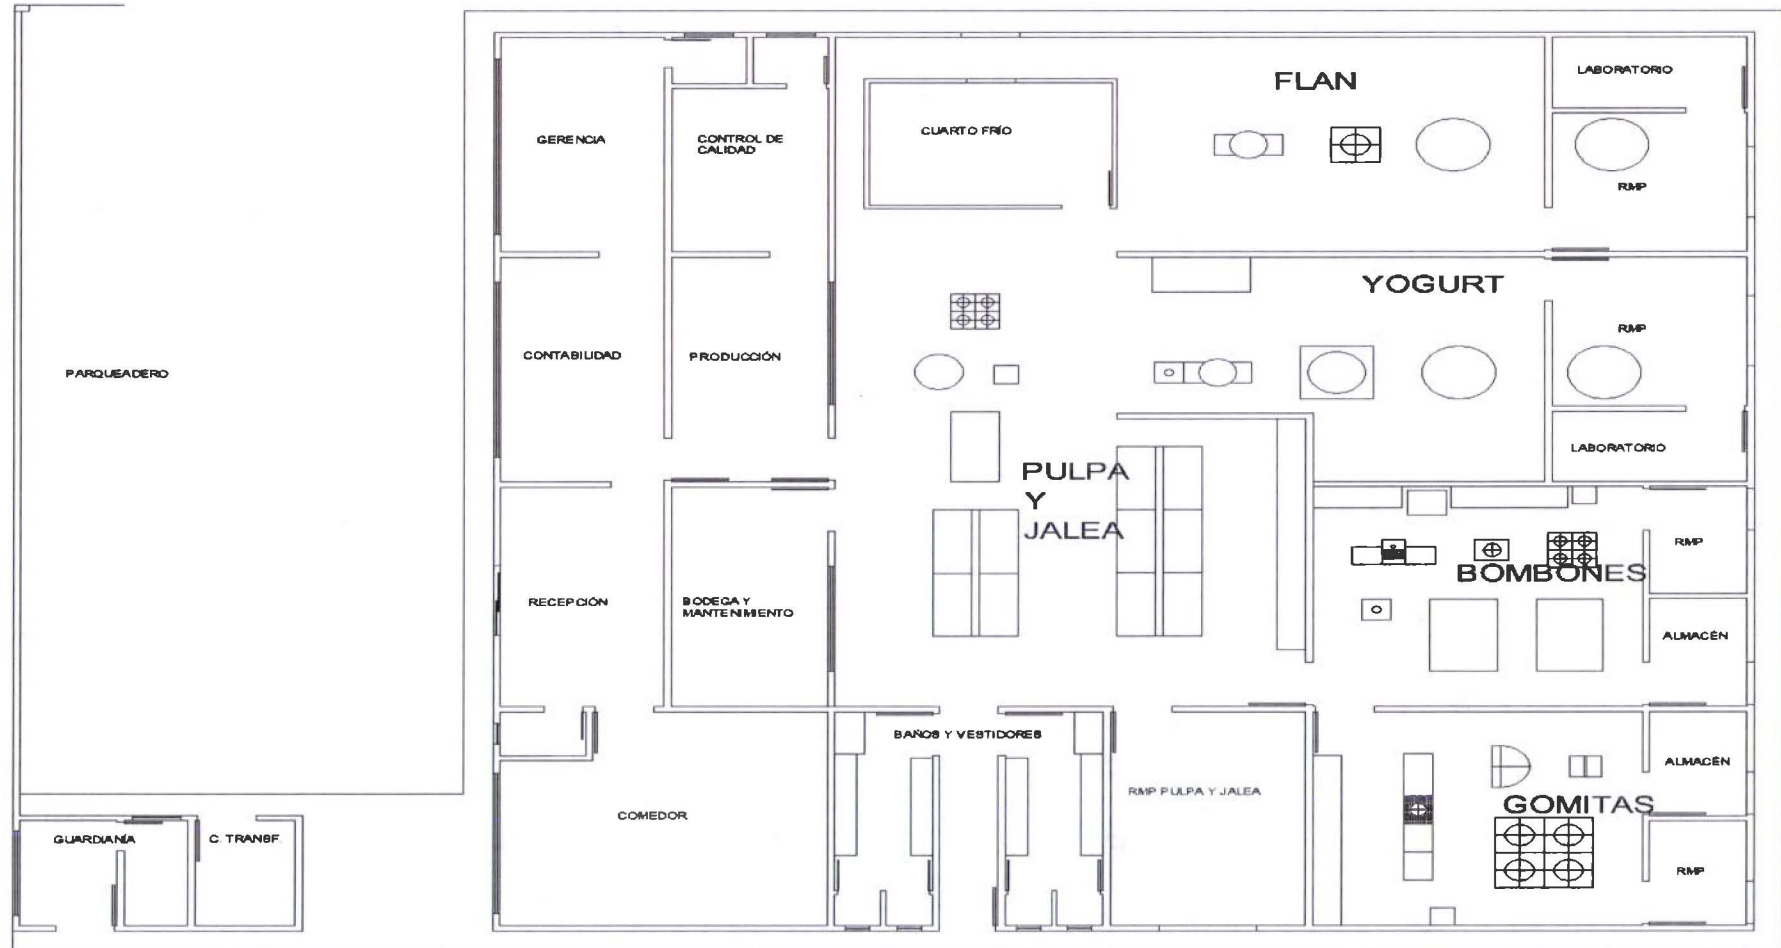 FLAN
LABORATORIO
GERENCIA
CONTROL DE
CALIDAD
CUARTO FRÍO
RMP
YOGURT
RMP
CONTABILIDAD
PRODUCCIÓN
PARQUEADERO
LABORATORIO
PULPA
Y
JALEA
RMP
BOMBONES
RECEPCIÓN
BODEGA Y
MANTENIMIENTO
ALMACÉN
BAÑOS Y VESTIDORES
ALMACÉN
RMP PULPA Y JALEA
GOMITAS
COMEDOR
GUARDIANÍA
C. TRANSF.
RMP